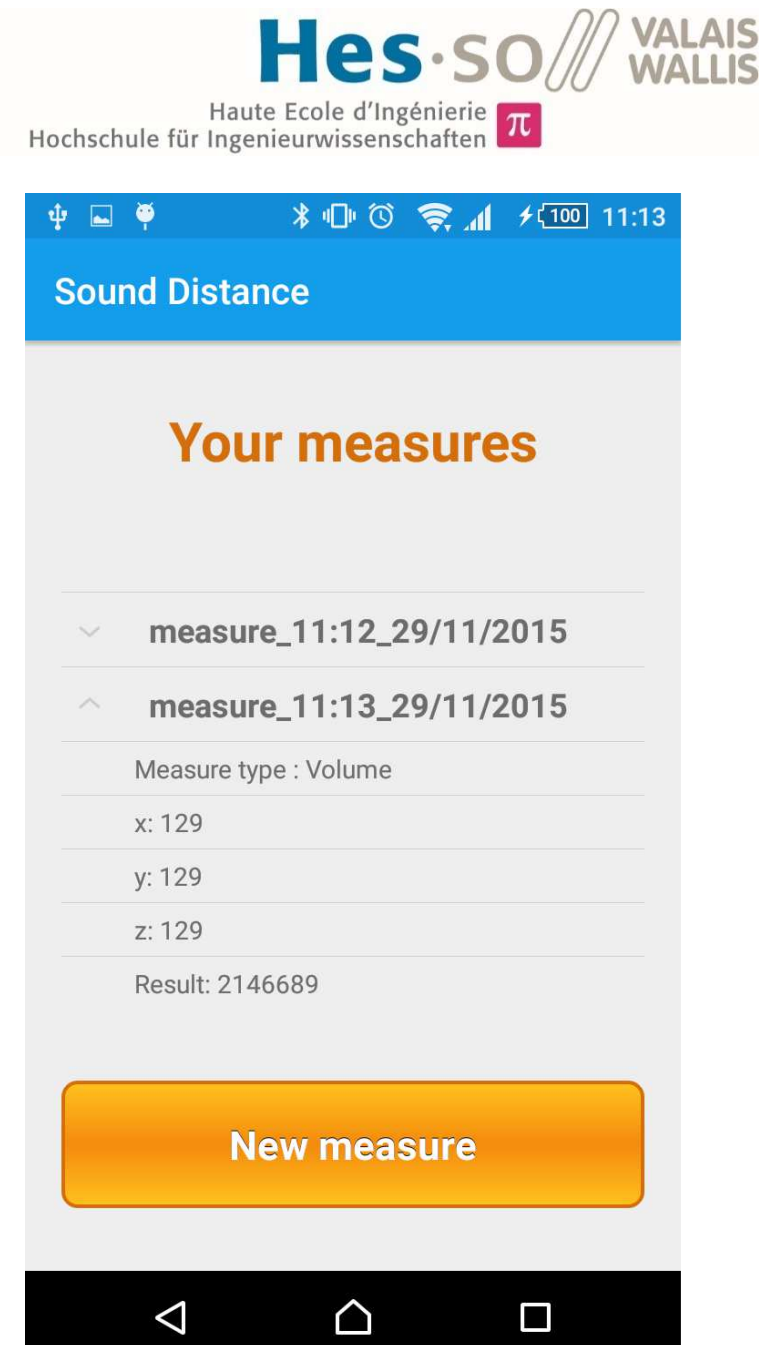 Hes·so VALAIS
WALLIS
Haute Ecole d'Ingénierie π
Hochschule für Ingenieurwissenschaften
100 11:13
Sound Distance
Your measures
measure_11:12_29/11/2015
measure_11:13_29/11/2015
Measure type : Volume
x: 129
y: 129
z: 129
Result: 2146689
New measure